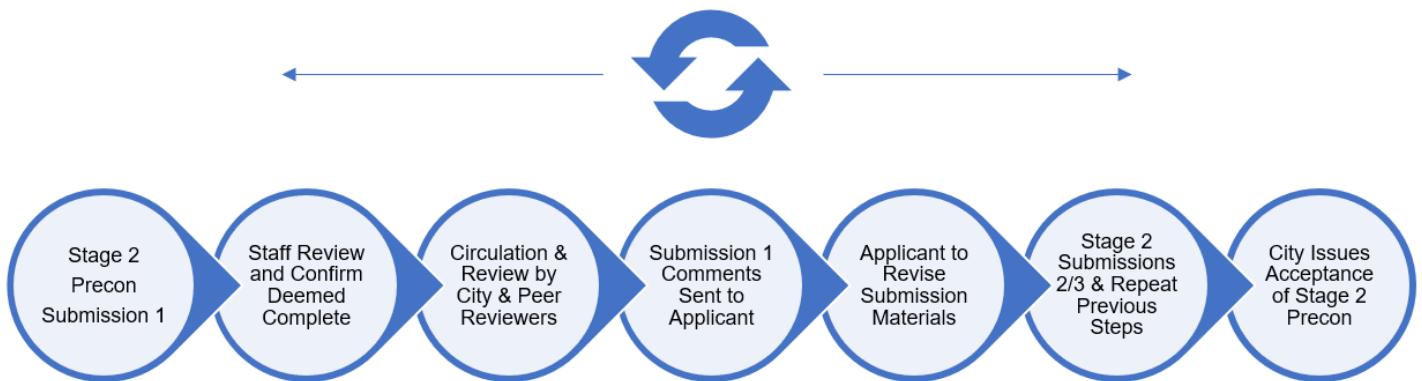 Stage 2
Precon
Submission 1
Staff Review
and Confirm
Deemed
Complete
Circulation &
Review by
City & Peer
Reviewers
Submission 1
Comments
Sent to
Applicant
Applicant to
Revise
Submission
Materials
Stage 2
Submissions
2/3 & Repeat
Previous
Steps
City Issues
Acceptance
of Stage 2
Precon